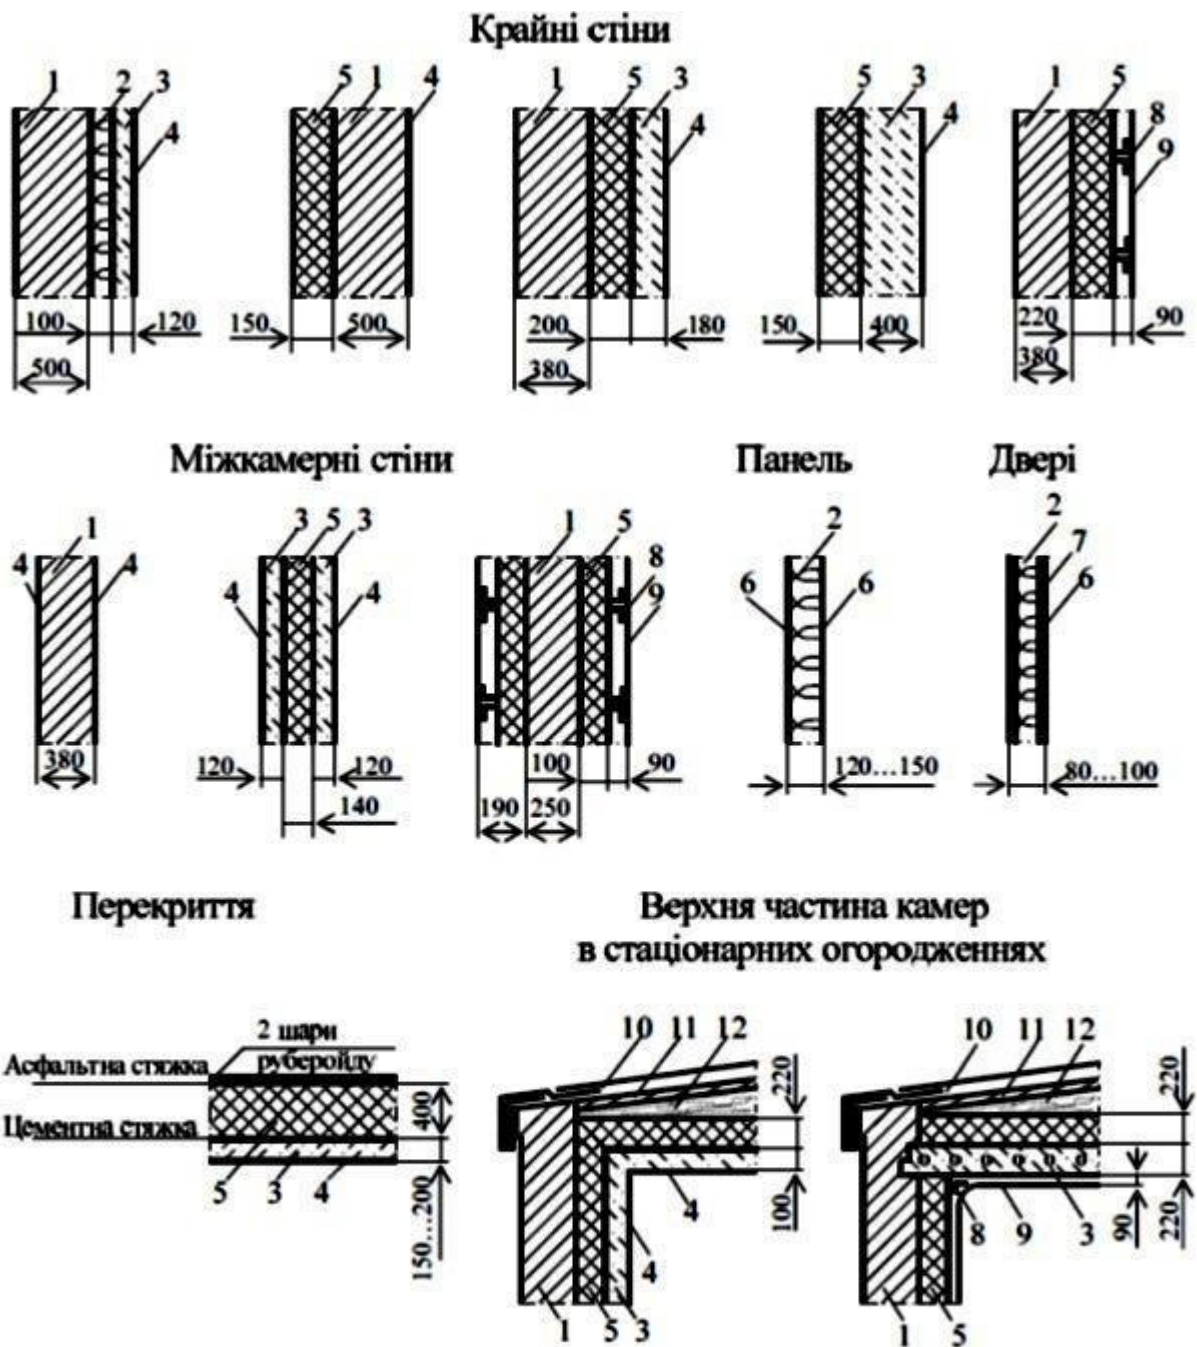 Крайні стіни
1 2 3 5 1 4 1 5 3 5 3 1 5
4 4 4 8
9
100 120 150 500 200 180 150 400 220 90
500 380 380
Міжкамерні стіни Панель Двері
1 3 5 3 1 5 2 2
4 4 4 4 8 6 6 7
9 6
380 120 120 100 90 120...150 80...100
140 190 250
Перекриття
Верхня частина камер
в стаціонарних огородженнях
2 шари
рубероїду
Асфальтна стяжка
Цементна стяжка
400
150...200
5 3 4
10 11 12
220
100
4
4
1 5 3
10 11 12
220
220
90
8 9 3
1 5